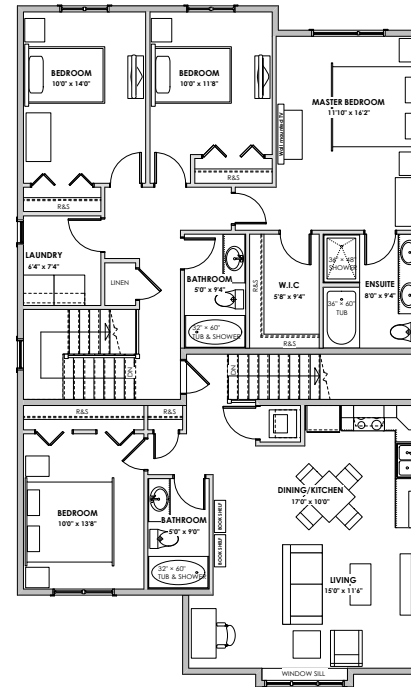 BEDROOM
10'0" x 14'0"
BEDROOM
10'0" x 11'8"
MASTER BEDROOM
11'10" x 16'2"
Wall mounted TV
R&S
R&S
LAUNDRY
6'4" x 7'4"
LINEN
BATHROOM
5'0" x 9'4"
32" x 60"
TUB & SHOWER
R&S
W.I.C
5'8" x 9'4"
R&S
36" x 48"
SHOWER
36" x 60"
TUB
ENSUITE
8'0" x 9'4"
DN
DN
R&S
R&S
BEDROOM
10'0" x 13'8"
BATHROOM
5'0" x 9'0"
32" x 60"
TUB & SHOWER
BOOK SHELF
BOOK SHELF
DINING/KITCHEN
17'0" x 10'0"
LIVING
15'0" x 11'6"
WINDOW SILL